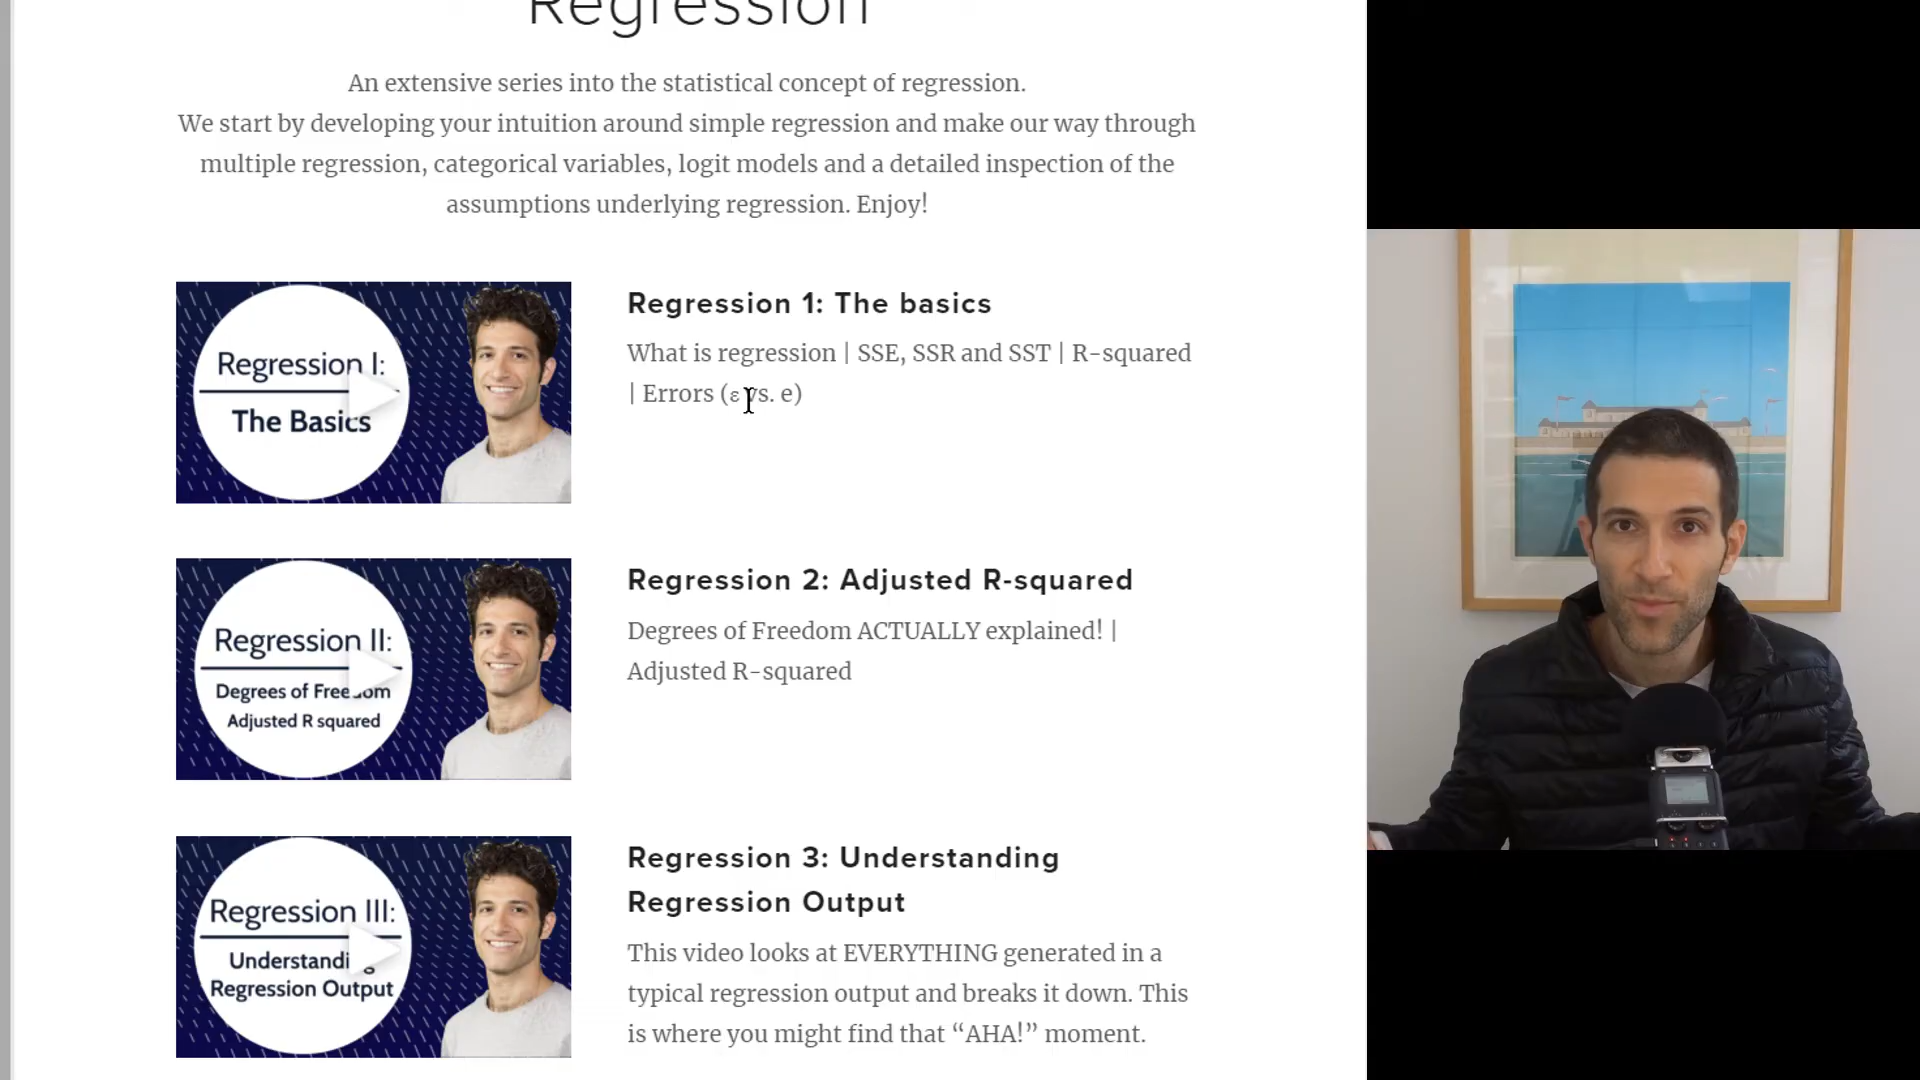 Regression
An extensive series into the statistical concept of regression.
We start by developing your intuition around simple regression and make our way through
multiple regression, categorical variables, logit models and a detailed inspection of the
assumptions underlying regression. Enjoy!
Regression I:
The Basics
Regression 1: The basics
What is regression | SSE, SSR and SST | R-squared
| Errors (ε vs. e)
Regression II:
Degrees of Freedom
Adjusted R squared
Regression 2: Adjusted R-squared
Degrees of Freedom ACTUALLY explained! |
Adjusted R-squared
Regression III:
Understanding
Regression Output
Regression 3: Understanding
Regression Output
This video looks at EVERYTHING generated in a
typical regression output and breaks it down. This
is where you might find that “AHA!” moment.